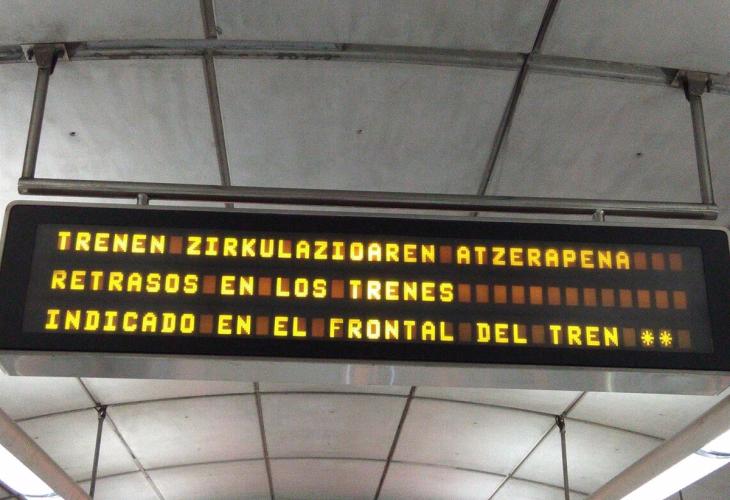 TRENEN ZIRKULAZIOAREN ATZERAPENA
RETRASOS EN LOS TRENES
INDICADO EN EL FRONTAL DEL TREN **